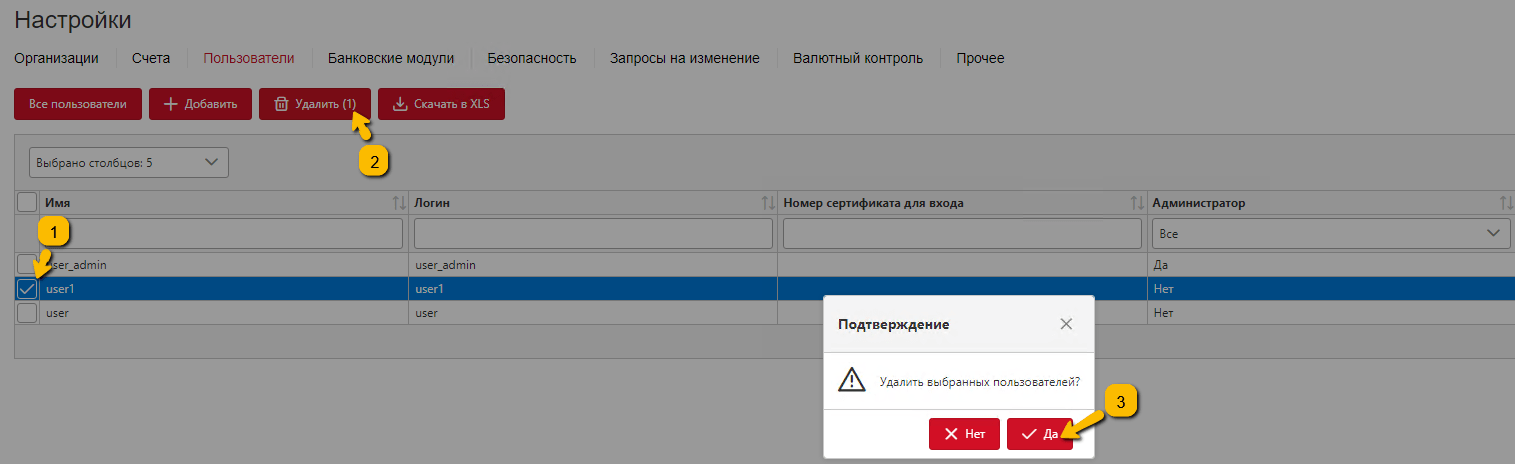 Настройки
Организации Счета Пользователи Банковские модули Безопасность Запросы на изменение Валютный контроль Прочее
Все пользователи Добавить Удалить (1) Скачать в XLS
2
Выбрано столбцов: 5
Имя Логин Номер сертификата для входа Администратор
1
Все
user_admin user_admin Да
user1 user1 Нет
user user Нет
Подтверждение
Удалить выбранных пользователей?
3
Нет Да